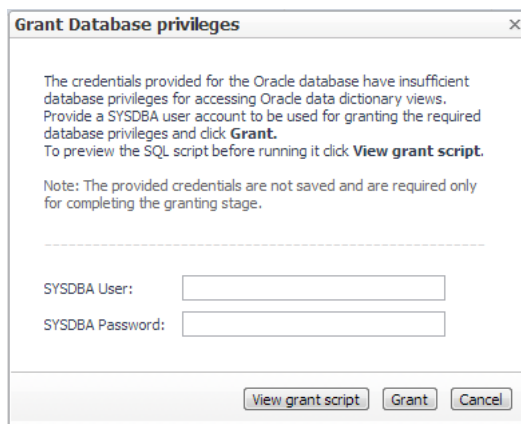 Grant Database privileges
The credentials provided for the Oracle database have insufficient
database privileges for accessing Oracle data dictionary views.
Provide a SYSDBA user account to be used for granting the required
database privileges and click Grant.
To preview the SQL script before running it click View grant script.
Note: The provided credentials are not saved and are required only
for completing the granting stage.
SYSDBA User:
SYSDBA Password:
View grant script Grant Cancel